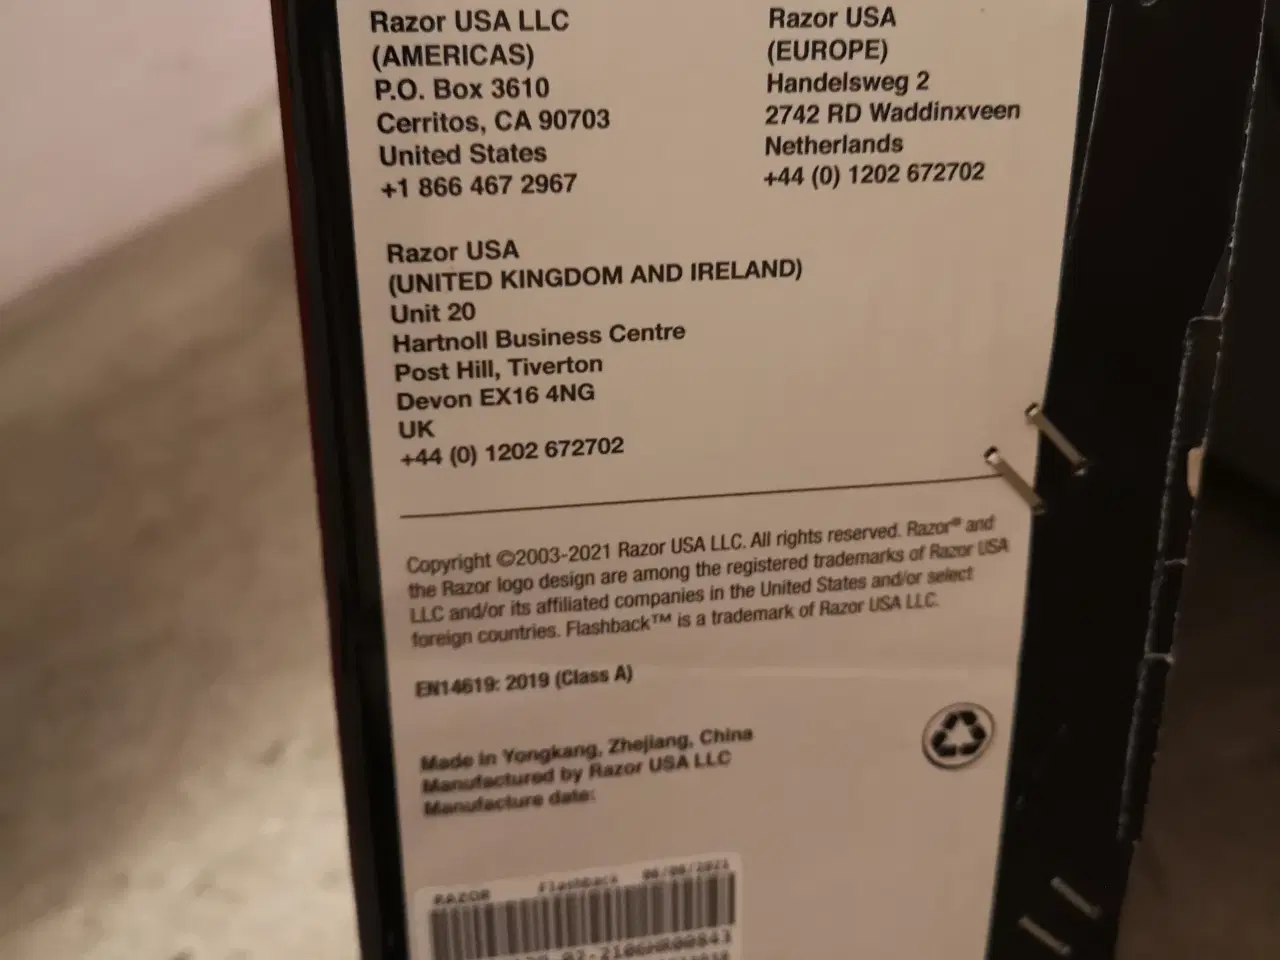 Razor USA LLC
(AMERICAS)
P.O. Box 3610
Cerritos, CA 90703
United States
+1 866 467 2967
Razor USA
(EUROPE)
Handelsweg 2
2742 RD Waddinxveen
Netherlands
+44 (0) 1202 672702
Razor USA
(UNITED KINGDOM AND IRELAND)
Unit 20
Hartnoll Business Centre
Post Hill, Tiverton
Devon EX16 4NG
UK
+44 (0) 1202 672702
Copyright ©2003-2021 Razor USA LLC. All rights reserved. Razor® and
the Razor logo design are among the registered trademarks of Razor USA
LLC and/or its affiliated companies in the United States and/or select
foreign countries. Flashback™ is a trademark of Razor USA LLC.
EN14619: 2019 (Class A)
Made in Yongkang, Zhejiang, China
Manufactured by Razor USA LLC
Manufacture date:
RAZOR Flashback